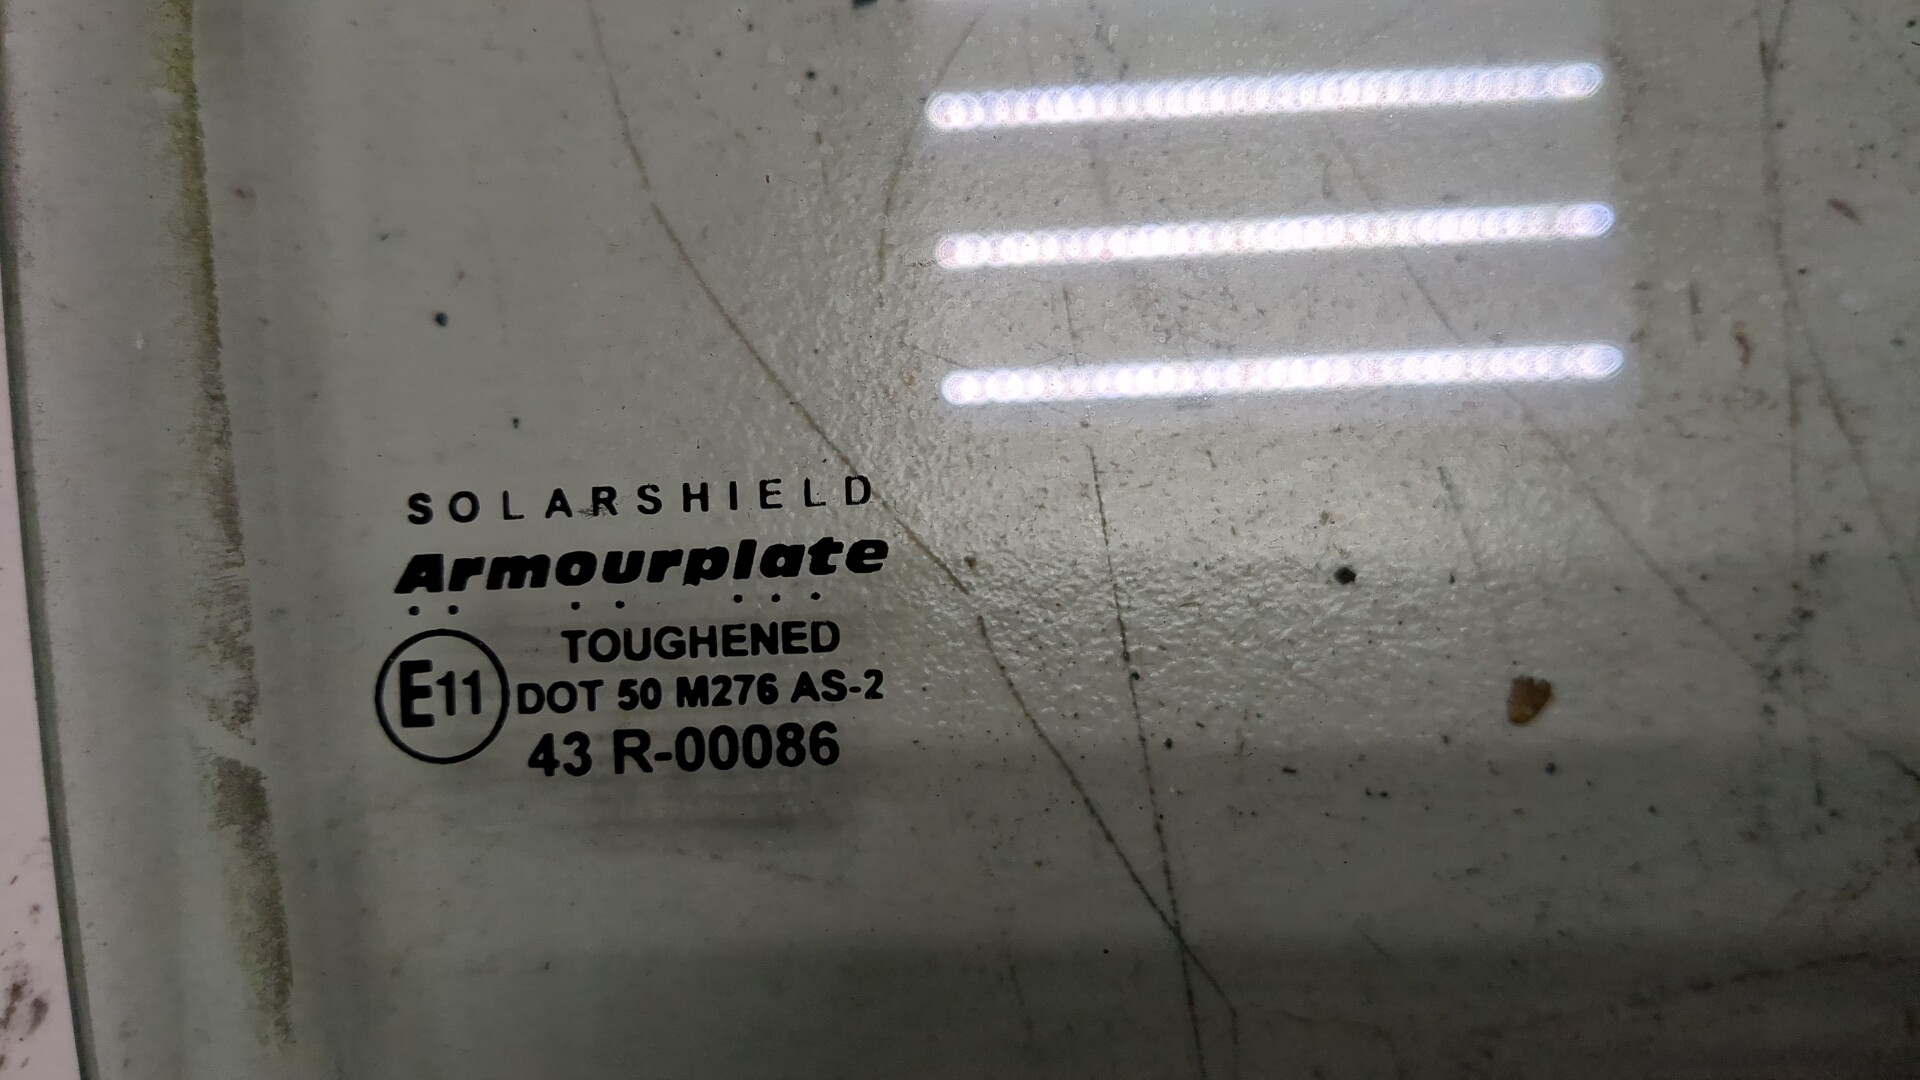 SOLARSHIELD
Armourplate
TOUGHENED
E11
DOT 50 M276 AS-2
43 R-00086